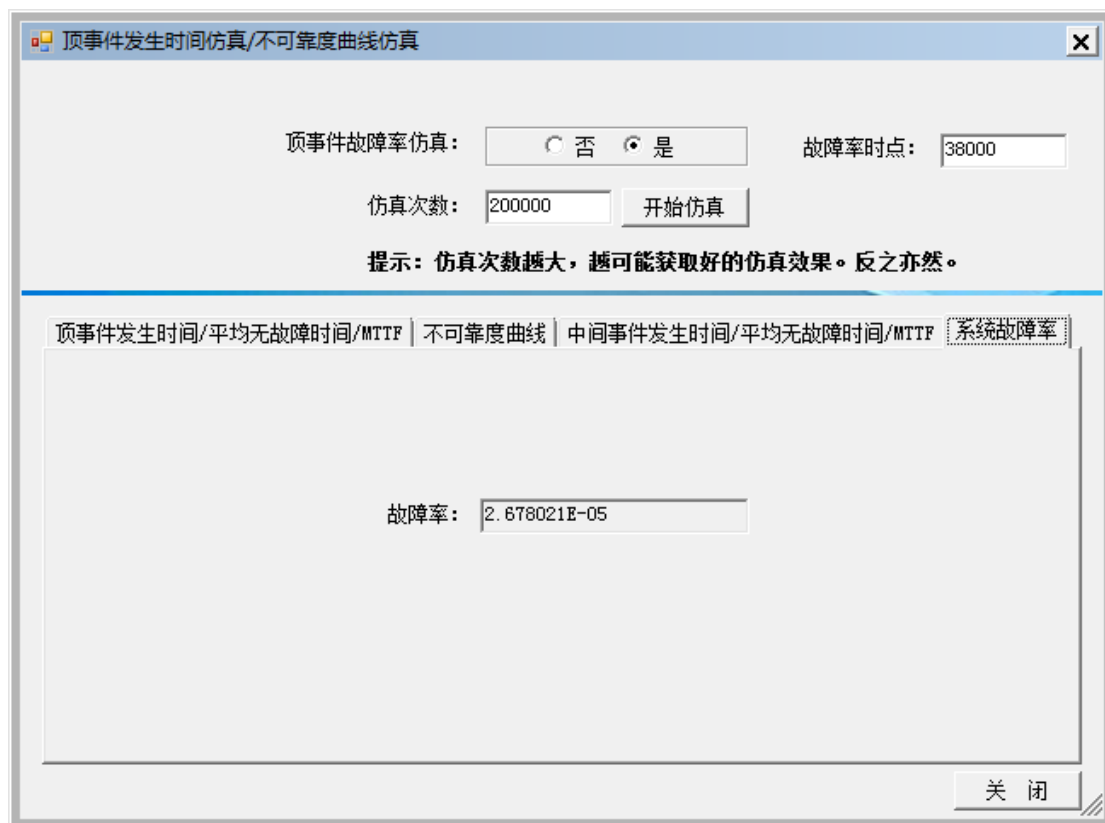 顶事件发生时间仿真/不可靠度曲线仿真
顶事件故障率仿真： 否 是 故障率时点： 38000
仿真次数： 200000 开始仿真
提示：仿真次数越大，越可能获取好的仿真效果。反之亦然。
顶事件发生时间/平均无故障时间/MTTF 不可靠度曲线 中间事件发生时间/平均无故障时间/MTTF 系统故障率
故障率： 2.678021E-05
关 闭